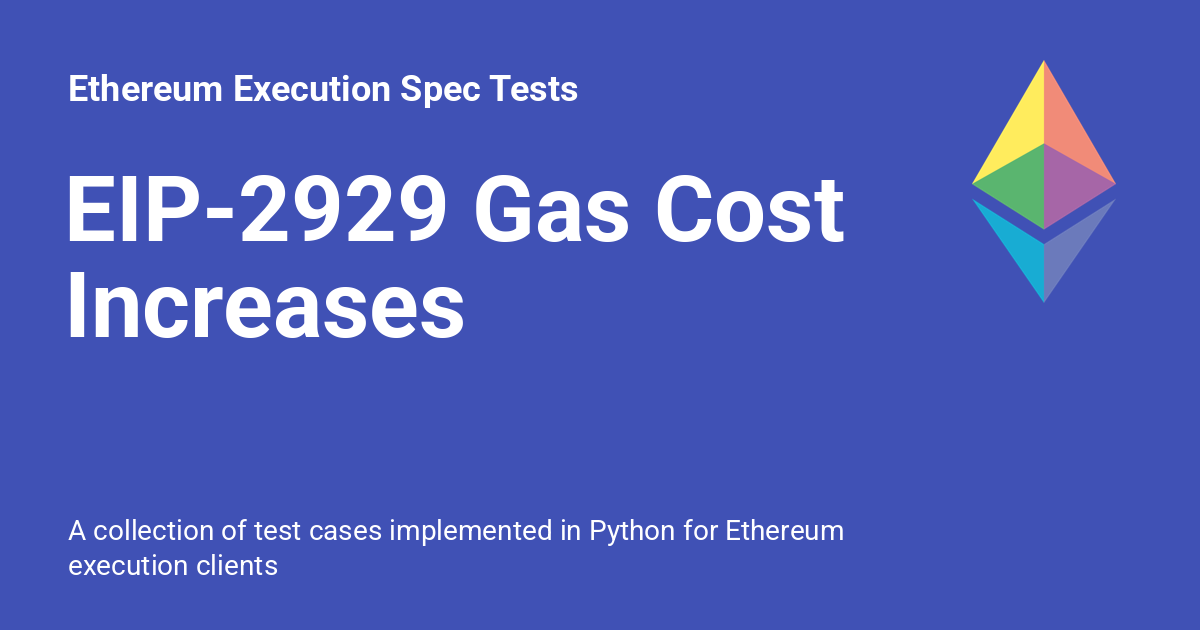 Ethereum Execution Spec Tests
EIP-2929 Gas Cost
Increases
A collection of test cases implemented in Python for Ethereum
execution clients